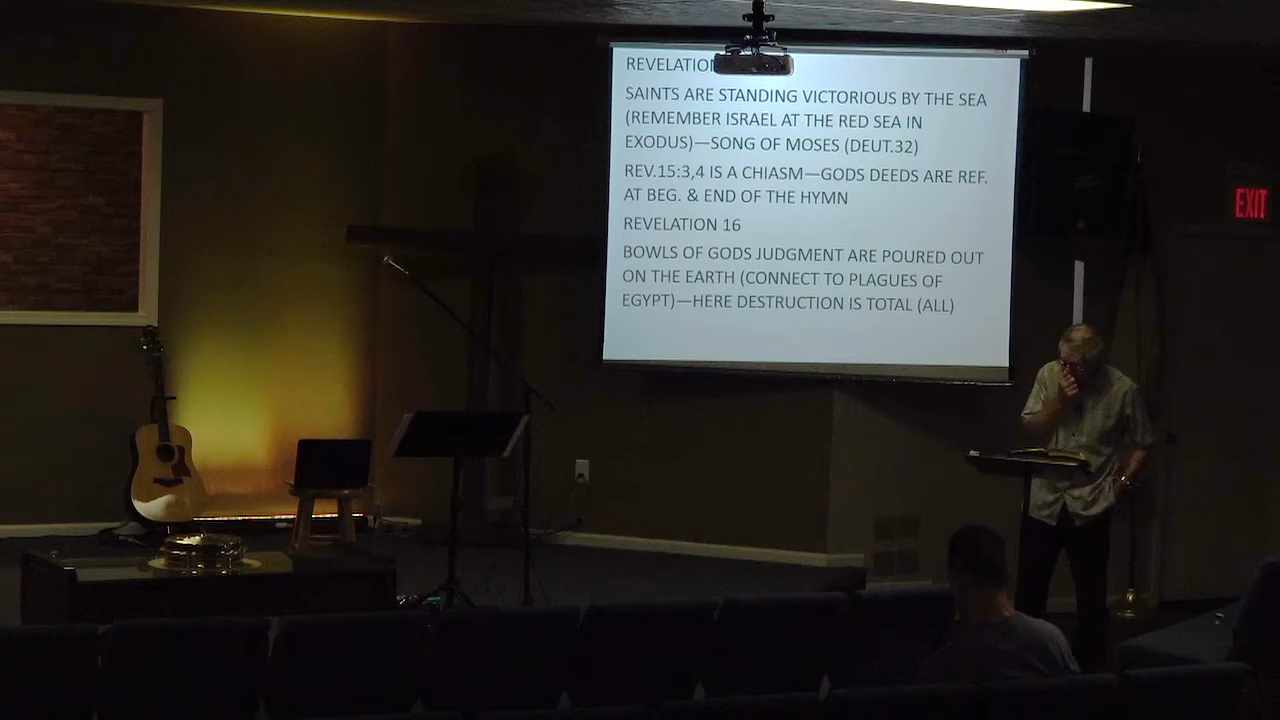 REVELATION
SAINTS ARE STANDING VICTORIOUS BY THE SEA
(REMEMBER ISRAEL AT THE RED SEA IN
EXODUS)—SONG OF MOSES (DEUT.32)
REV.15:3,4 IS A CHIASM—GODS DEEDS ARE REF.
AT BEG. & END OF THE HYMN
REVELATION 16
BOWLS OF GODS JUDGMENT ARE POURED OUT
ON THE EARTH (CONNECT TO PLAGUES OF
EGYPT)—HERE DESTRUCTION IS TOTAL (ALL)
EXIT